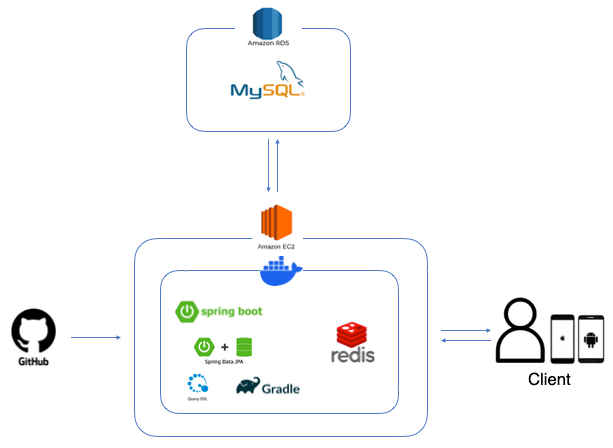 Amazon RDS
MySQL®
Amazon EC2
spring boot
+
Spring Data JPA
redis
Query DSL
Gradle
GitHub
Client